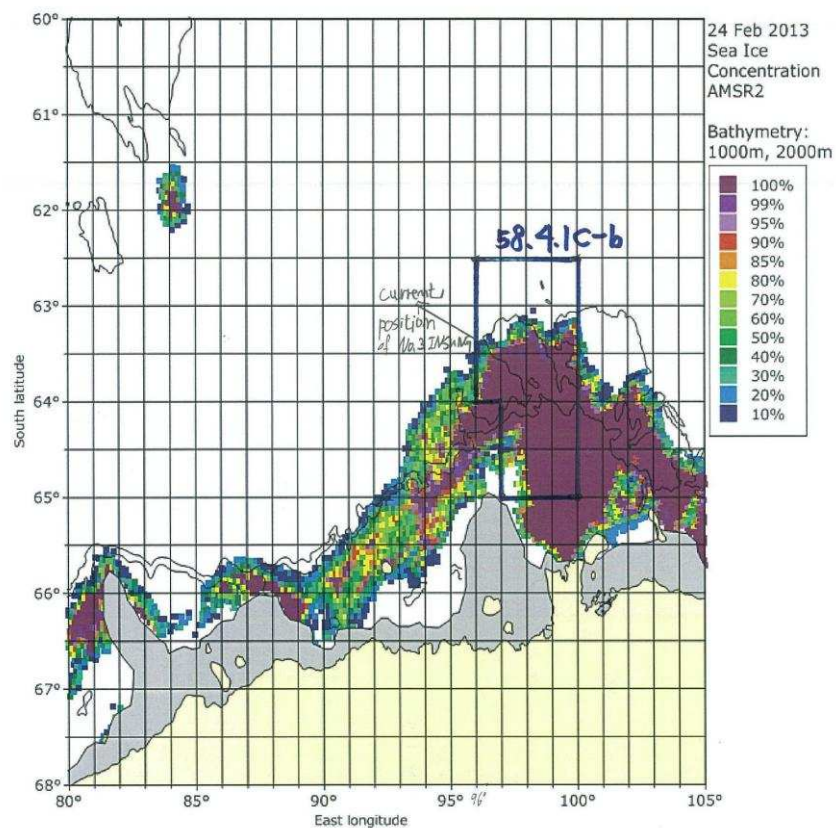 24 Feb 2013
Sea Ice
Concentration
AMSR2
Bathymetry:
1000m, 2000m
100%
99%
95%
90%
85%
80%
70%
60%
50%
40%
30%
20%
10%
60°
61°
62°
63°
64°
65°
66°
67°
68°
South latitude
58.4.1C-b
current
position
of No.3 INSUNG
80°
85°
90°
95°
96°
100°
105°
East longitude